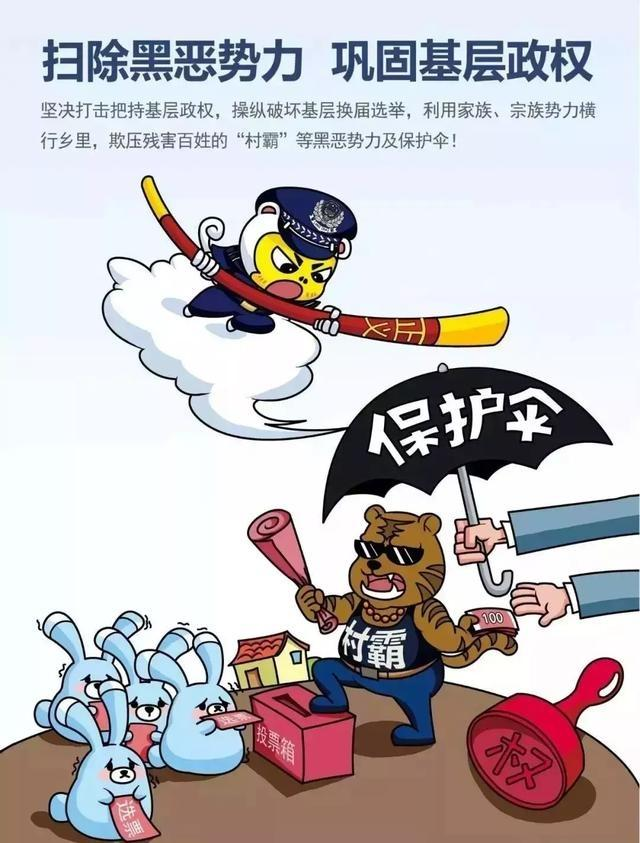 扫除黑恶势力 巩固基层政权
坚决打击把持基层政权，操纵破坏基层换届选举，利用家族、宗族势力横
行乡里，欺压残害百姓的“村霸”等黑恶势力及保护伞！
正义
保护伞
100
村霸
选票
投票箱
权
选票